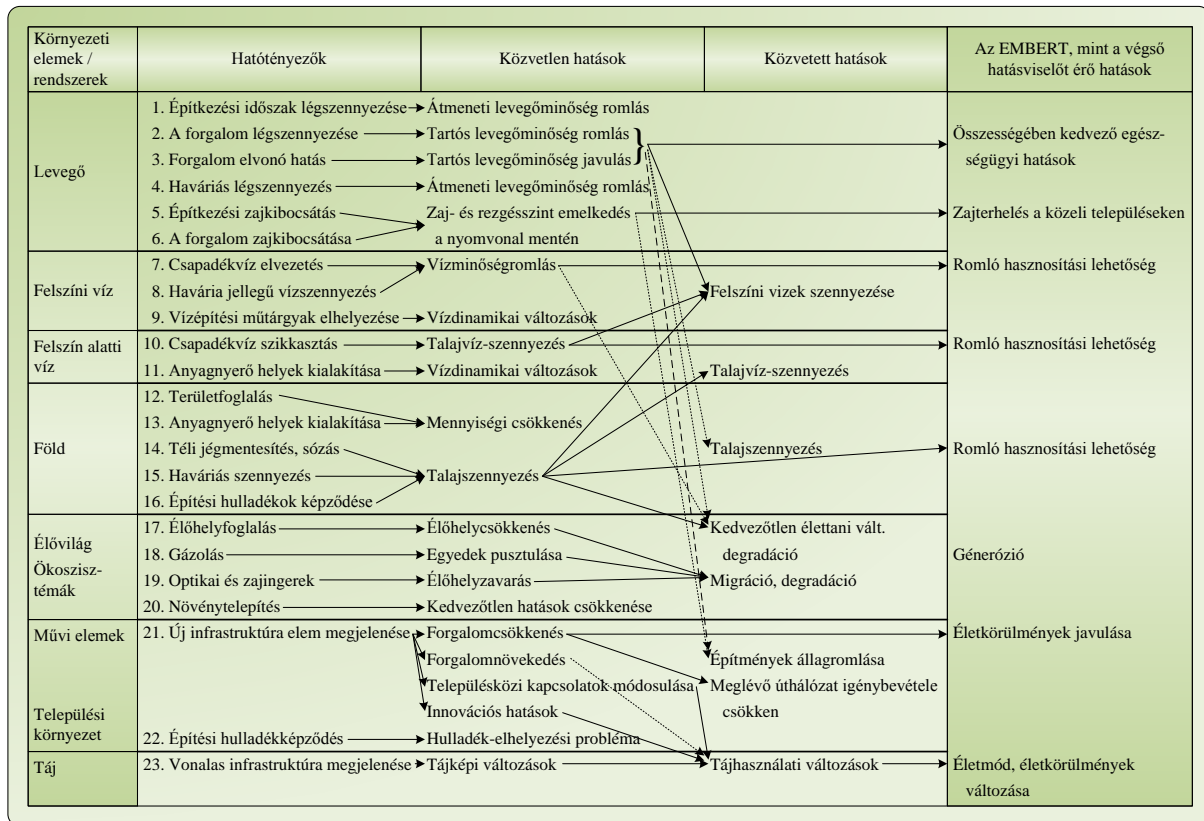 Környezeti
elemek /
rendszerek
Hatótényezők
Közvetlen hatások
Közvetett hatások
Az EMBERT, mint a végső
hatásviselőt érő hatások
Levegő
1. Építkezési időszak légszennyezése
Átmeneti levegőminőség romlás
2. A forgalom légszennyezése
Tartós levegőminőség romlás
3. Forgalom elvonó hatás
Tartós levegőminőség javulás
Összességében kedvező egész-
ségügyi hatások
4. Haváriás légszennyezés
Átmeneti levegőminőség romlás
5. Építkezési zajkibocsátás
6. A forgalom zajkibocsátása
Zaj- és rezgésszint emelkedés
a nyomvonal mentén
Zajterhelés a közeli településeken
Felszíni víz
7. Csapadékvíz elvezetés
Vízminőségromlás
Romló hasznosítási lehetőség
8. Havária jellegű vízszennyezés
Felszíni vizek szennyezése
9. Vízépítési műtárgyak elhelyezése
Vízdinamikai változások
Felszín alatti
víz
10. Csapadékvíz szikkasztás
Talajvíz-szennyezés
Romló hasznosítási lehetőség
11. Anyagnyerő helyek kialakítása
Vízdinamikai változások
Talajvíz-szennyezés
Föld
12. Területfoglalás
13. Anyagnyerő helyek kialakítása
Mennyiségi csökkenés
14. Téli jégmentesítés, sózás
Talajszennyezés
Romló hasznosítási lehetőség
15. Haváriás szennyezés
Talajszennyezés
16. Építési hulladékok képződése
Élővilág
Ökoszisz-
témák
17. Élőhelyfoglalás
Élőhelycsökkenés
Kedvezőtlen élettani vált.
degradáció
18. Gázolás
Egyedek pusztulása
Génerózió
19. Optikai és zajingerek
Élőhelyzavarás
Migráció, degradáció
20. Növénytelepítés
Kedvezőtlen hatások csökkenése
Művi elemek
21. Új infrastruktúra elem megjelenése
Forgalomcsökkenés
Életkörülmények javulása
Forgalomnövekedés
Építmények állagromlása
Településközi kapcsolatok módosulása
Meglévő úthálózat igénybevétele
csökken
Települési
környezet
Innovációs hatások
22. Építési hulladékképződés
Hulladék-elhelyezési probléma
Táj
23. Vonalas infrastruktúra megjelenése
Tájképi változások
Tájhasználati változások
Életmód, életkörülmények
változása